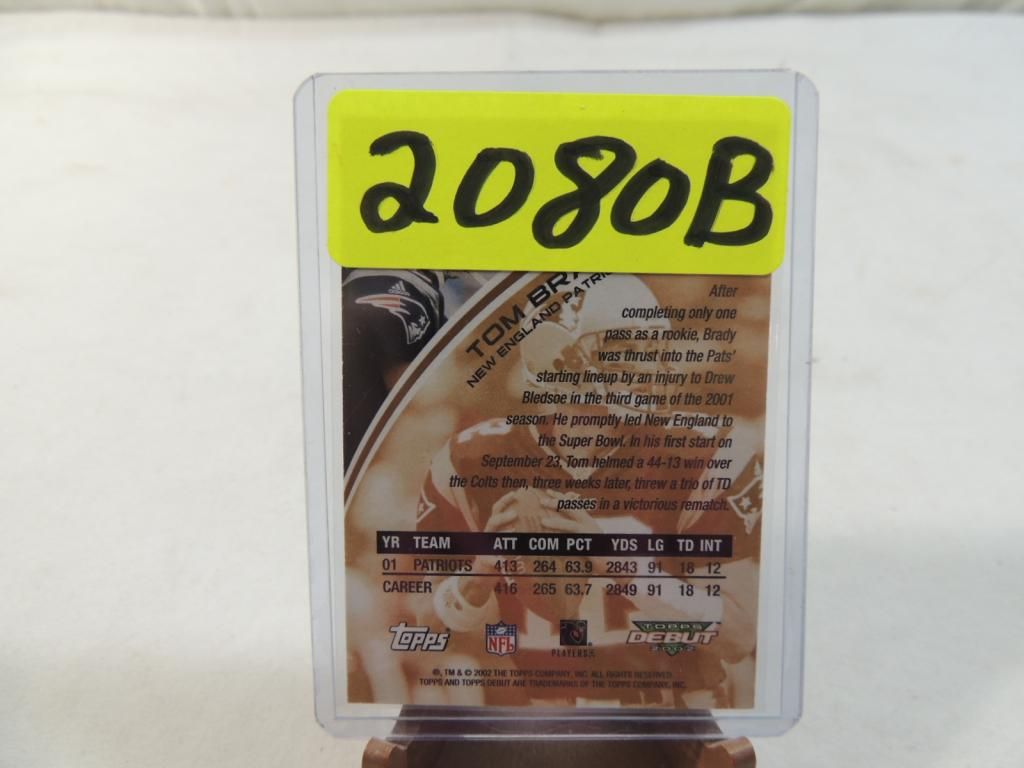 2080B
TOM BRA
NEW ENGLAND PATRI
After
completing only one
pass as a rookie, Brady
was thrust into the Pats'
starting lineup by an injury to Drew
Bledsoe in the third game of the 2001
season. He promptly led New England to
the Super Bowl. In his first start on
September 23, Tom helmed a 44-13 win over
the Colts then, three weeks later, threw a trio of TD
passes in a victorious rematch.
YR TEAM ATT COM PCT YDS LG TD INT
01 PATRIOTS 413 264 63.9 2843 91 18 12
CAREER 416 265 63.7 2849 91 18 12
topps NFL PLAYERS INC TOPPS DEBUT 2002
®, TM & © 2002 THE TOPPS COMPANY, INC. ALL RIGHTS RESERVED.
TOPPS AND TOPPS DEBUT ARE TRADEMARKS OF THE TOPPS COMPANY, INC.